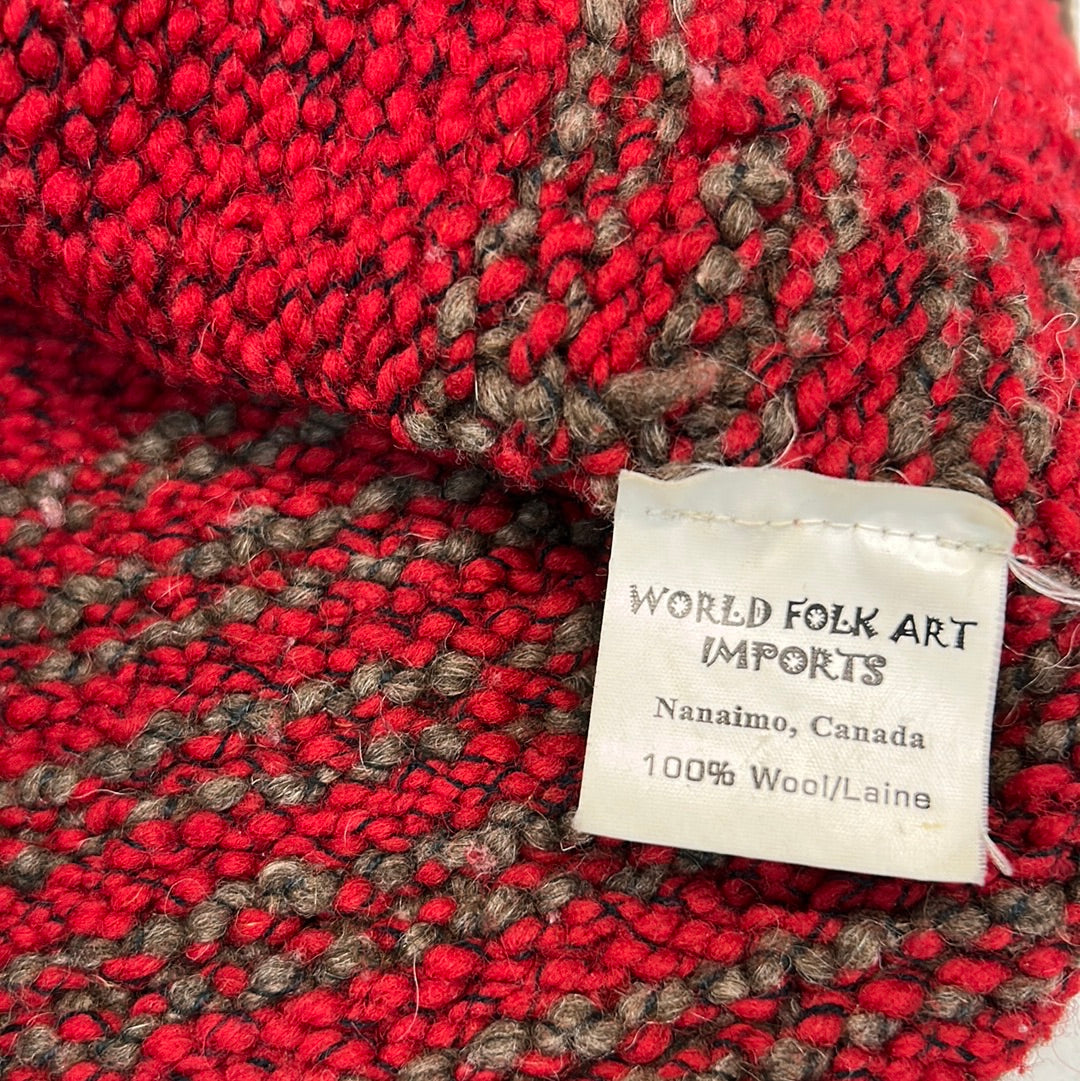 WORLD FOLK ART
IMPORTS
Nanaimo, Canada
100% Wool/Laine